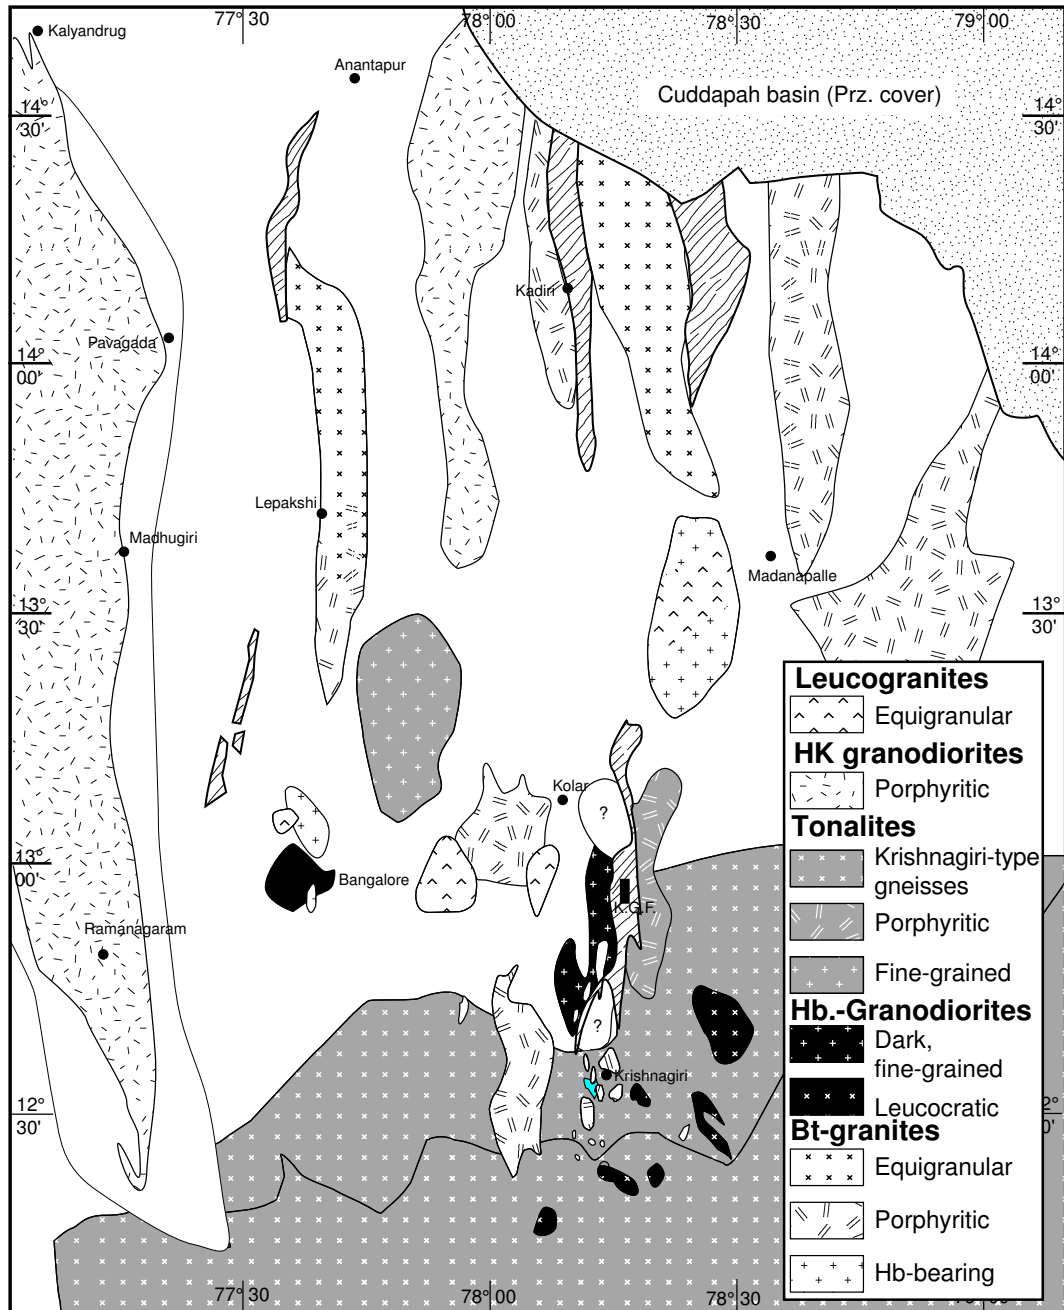 77° 30
78° 00
78° 30
79° 00
Kalyandrug
Anantapur
Cuddapah basin (Prz. cover)
14°
30'
14
30'
Kadiri
Pavagada
14°
00'
14°
00'
Lepakshi
Madhugiri
Madanapalle
13°
30'
13°
30'
Leucogranites
Equigranular
HK granodiorites
Porphyritic
Tonalites
Krishnagiri-type
gneisses
Porphyritic
Fine-grained
Hb.-Granodiorites
Dark,
fine-grained
Leucocratic
Bt-granites
Equigranular
Porphyritic
Hb-bearing
Kolar
?
13°
00'
Bangalore
K.G.F.
Ramanagaram
?
Krishnagiri
12°
30'
2°
0'
77° 30
78° 00
78° 30